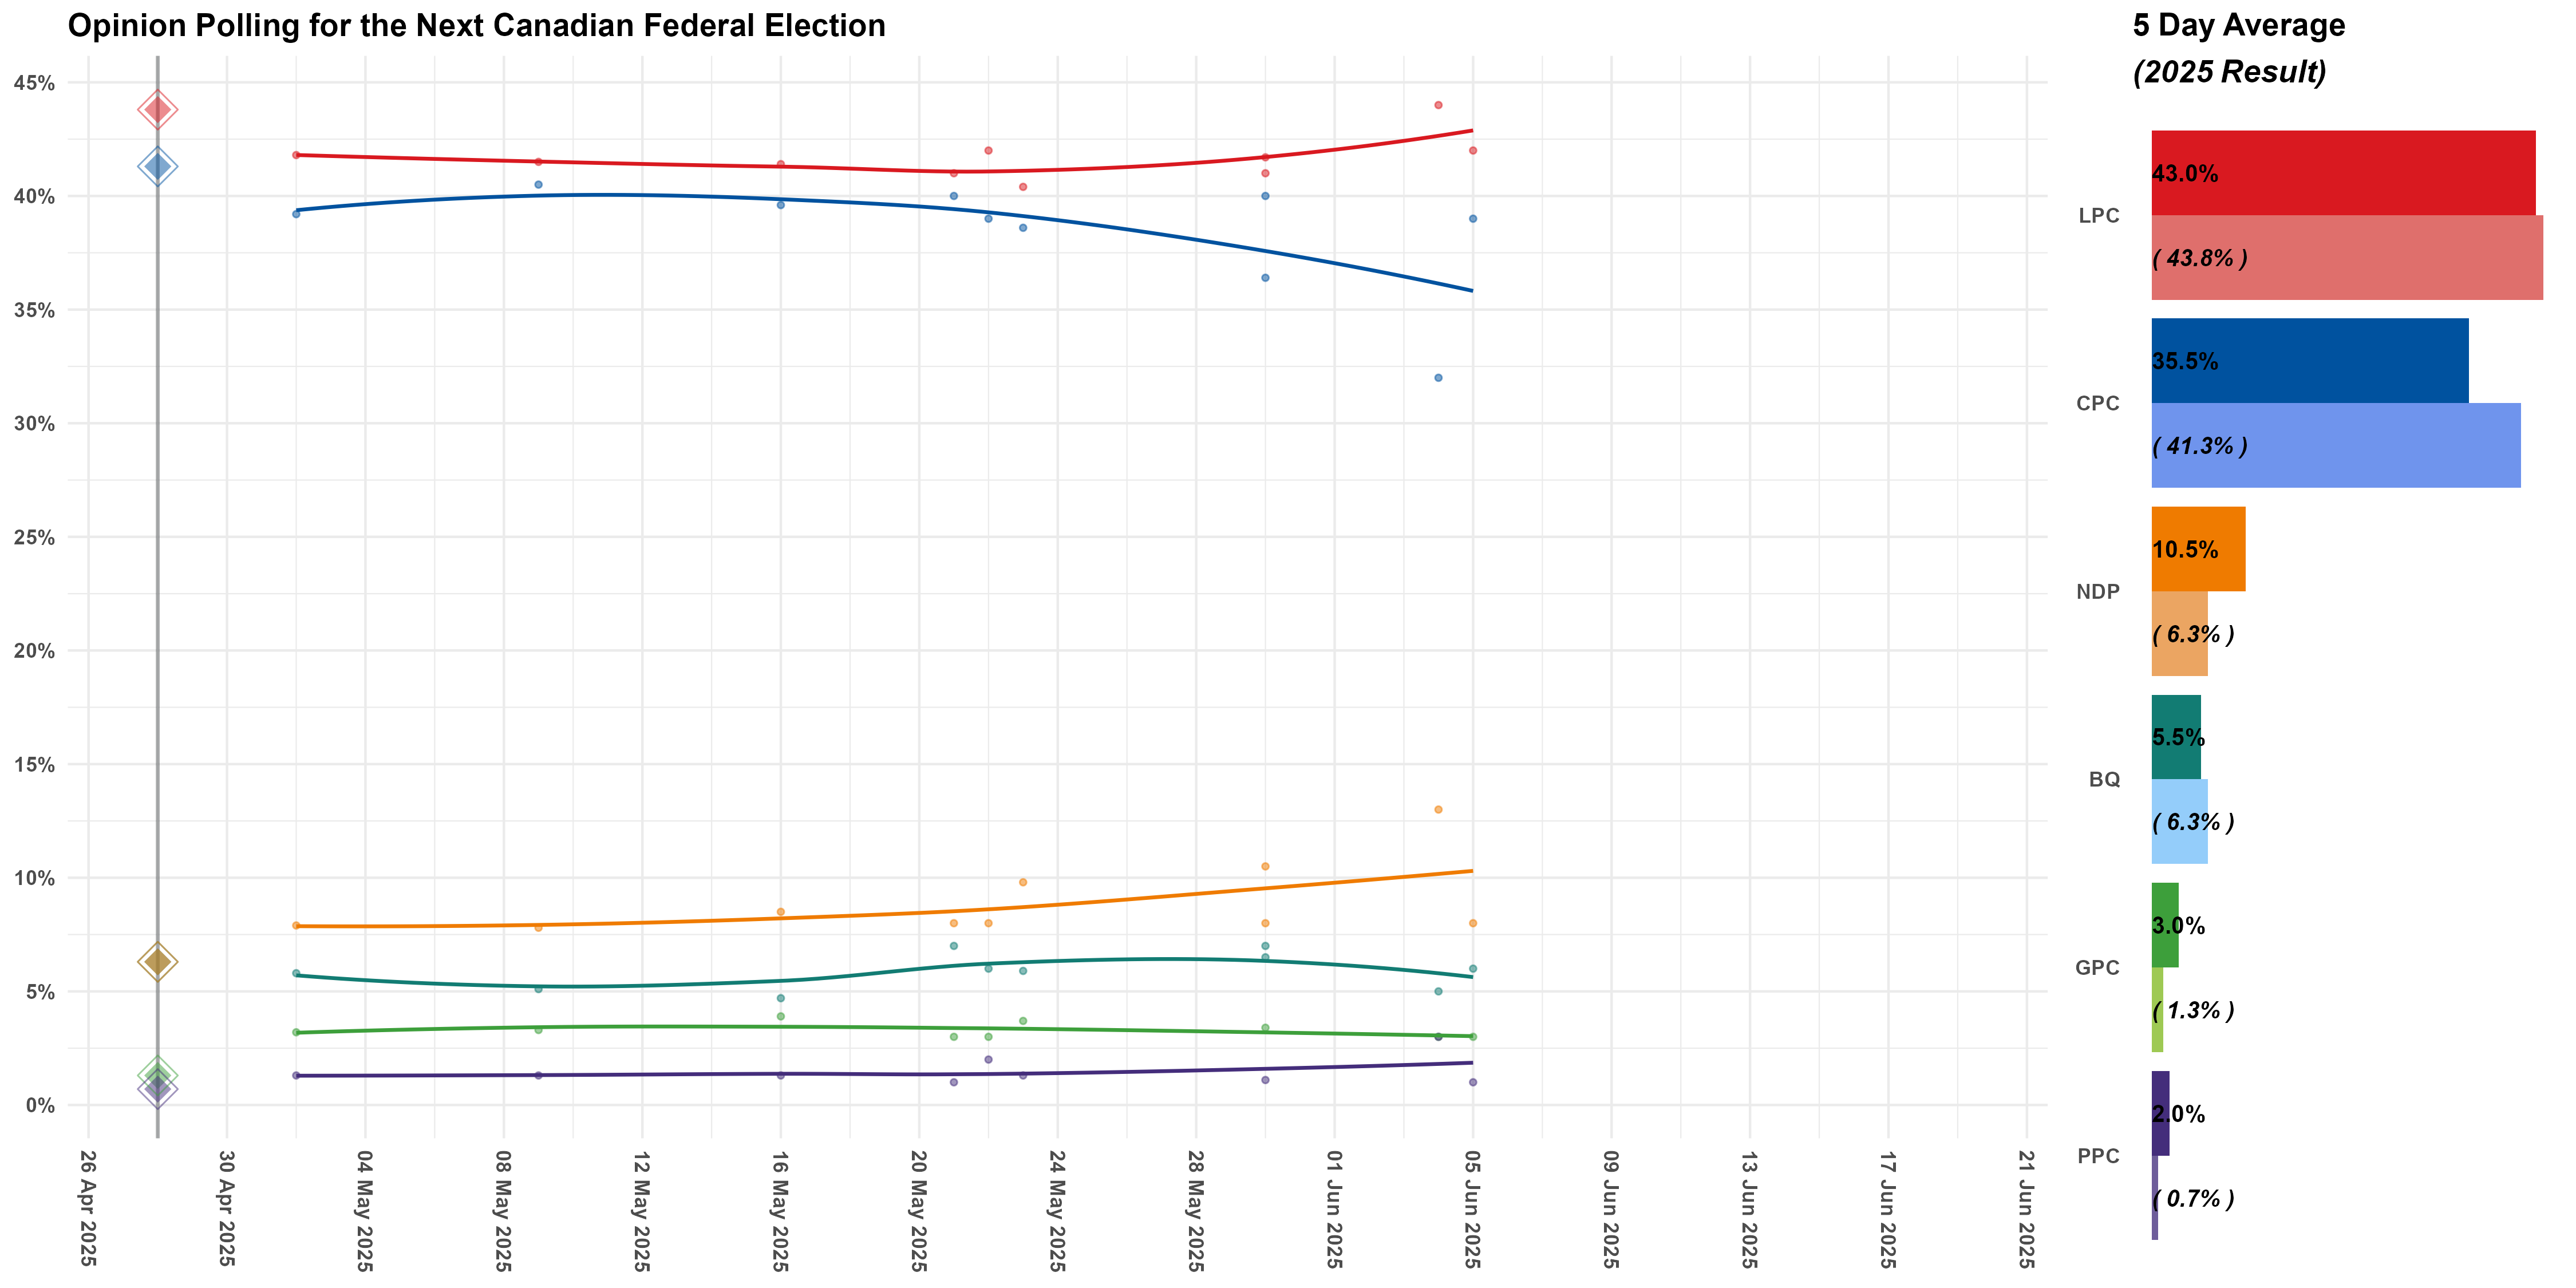 Opinion Polling for the Next Canadian Federal Election
45%
40%
35%
30%
25%
20%
15%
10%
5%
0%
26 Apr 2025
30 Apr 2025
04 May 2025
08 May 2025
12 May 2025
16 May 2025
20 May 2025
24 May 2025
28 May 2025
01 Jun 2025
05 Jun 2025
09 Jun 2025
13 Jun 2025
17 Jun 2025
21 Jun 2025
5 Day Average
(2025 Result)
LPC
43.0%
( 43.8% )
CPC
35.5%
( 41.3% )
NDP
10.5%
( 6.3% )
BQ
5.5%
( 6.3% )
GPC
3.0%
( 1.3% )
PPC
2.0%
( 0.7% )